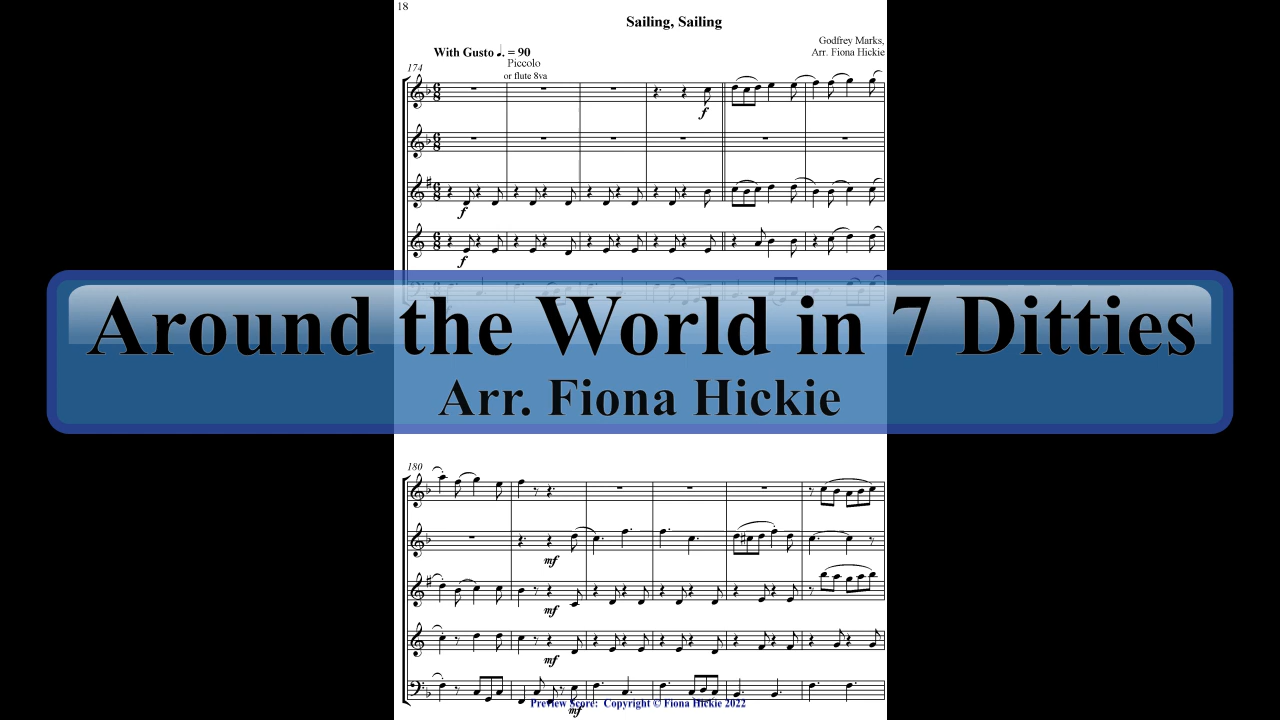 18
Sailing, Sailing
Godfrey Marks,
Arr. Fiona Hickie
With Gusto ♩. = 90
Piccolo
or flute 8va
174
f
f
f
Around the World in 7 Ditties
Arr. Fiona Hickie
180
mf
mf
mf
mf
Preview Score: Copyright © Fiona Hickie 2022